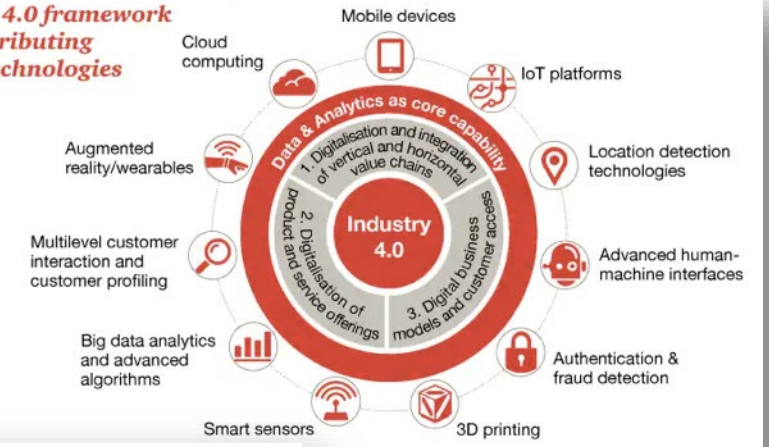 4.0 framework
ributing
chnologies
Mobile devices
Cloud
computing
IoT platforms
Augmented
reality/wearables
Location detection
technologies
Multilevel customer
interaction and
customer profiling
Advanced human-
machine interfaces
Big data analytics
and advanced
algorithms
Authentication &
fraud detection
Smart sensors
3D printing
Data & Analytics as core capability
1. Digitalisation and integration
of vertical and horizontal
value chains
2. Digitalisation of
product and service offerings
3. Digital business
models and customer access
Industry
4.0